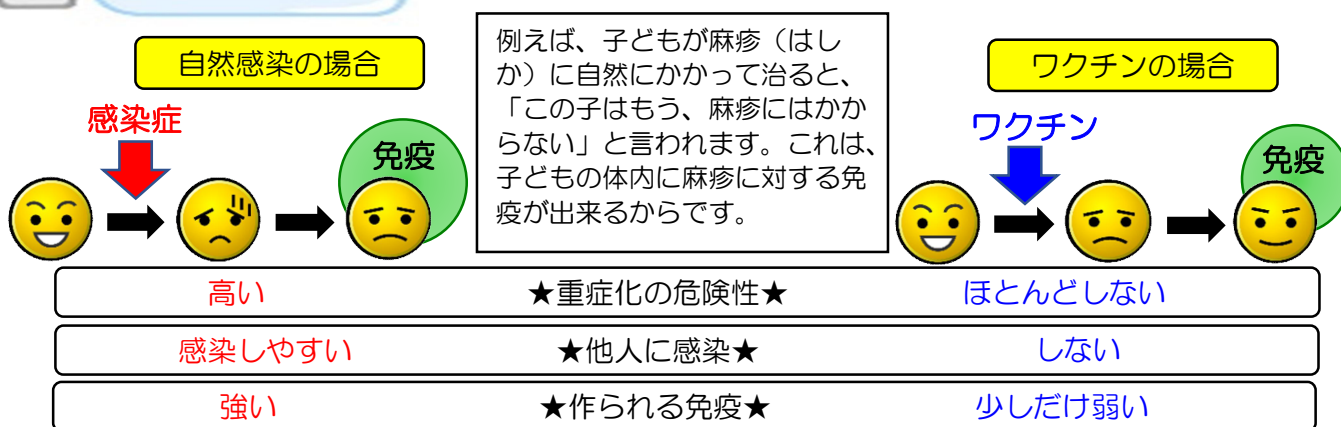 自然感染の場合
感染症
免疫
例えば、子どもが麻疹（はし
か）に自然にかかって治ると、
「この子はもう、麻疹にはかか
らない」と言われます。これは、
子どもの体内に麻疹に対する免
疫が出来るからです。
ワクチンの場合
ワクチン
免疫
高い ★重症化の危険性★ ほとんどしない
感染しやすい ★他人に感染★ しない
強い ★作られる免疫★ 少しだけ弱い